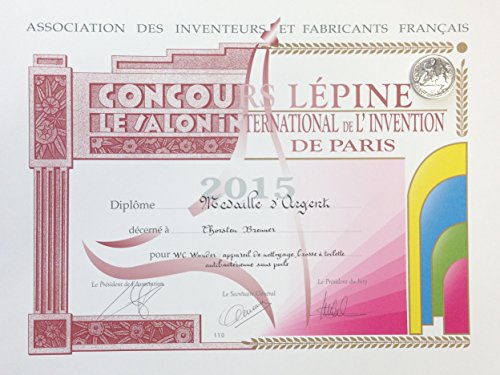 ASSOCIATION DES INVENTEURS ET FABRICANTS FRANÇAIS
CONCOURS LÉPINE
LE SALON INTERNATIONAL DE L'INVENTION
DE PARIS
2015
Diplôme Medaille d'Argent
décerné à Thorsten Bremer
pour WC Wunder appareil de nettoyage, brosse à toilette
antibactérienne sans poils
Le Président de l'Association Le Secrétaire Général Le Président du Jury
110